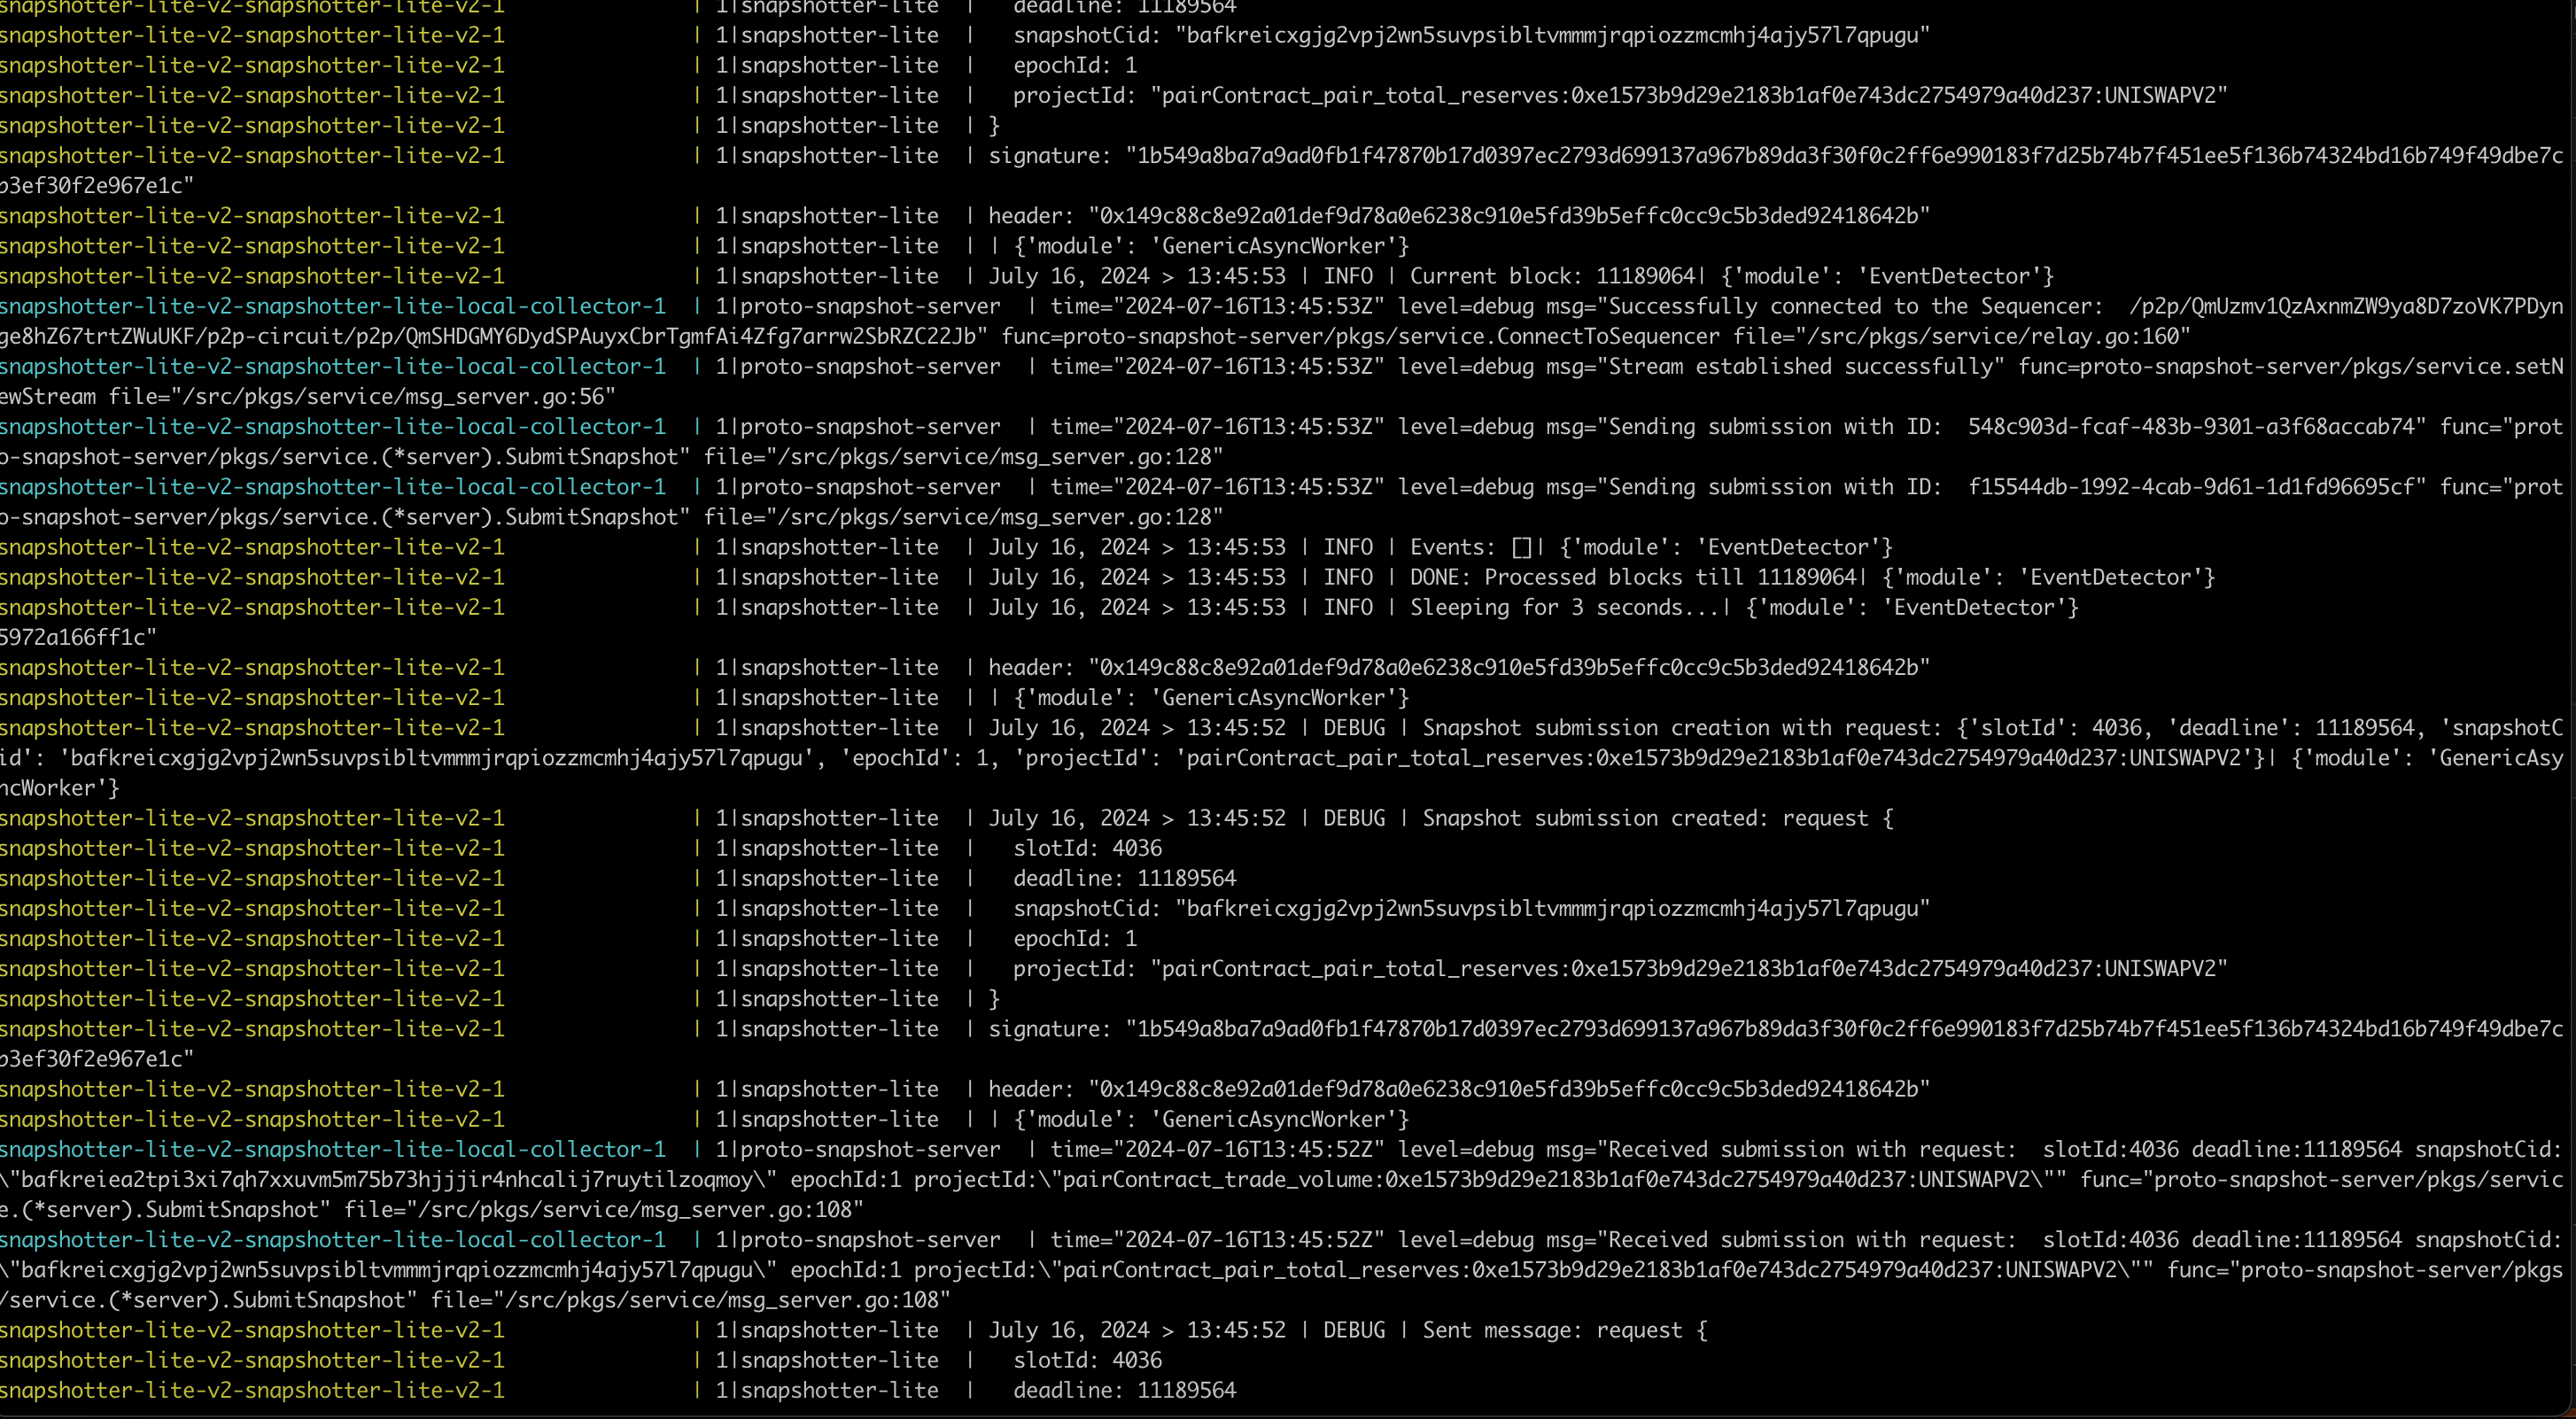 snapshotter-lite-v2-snapshotter-lite-v2-1 | 1|snapshotter-lite | deadline: 11189564
snapshotter-lite-v2-snapshotter-lite-v2-1 | 1|snapshotter-lite | snapshotCid: "bafkreicxgjg2vpj2wn5suvpsibltvmmmjrqpiozzmcmhj4ajy57l7qpugu"
snapshotter-lite-v2-snapshotter-lite-v2-1 | 1|snapshotter-lite | epochId: 1
snapshotter-lite-v2-snapshotter-lite-v2-1 | 1|snapshotter-lite | projectId: "pairContract_pair_total_reserves:0xe1573b9d29e2183b1af0e743dc2754979a40d237:UNISWAPV2"
snapshotter-lite-v2-snapshotter-lite-v2-1 | 1|snapshotter-lite | }
snapshotter-lite-v2-snapshotter-lite-v2-1 | 1|snapshotter-lite | signature: "1b549a8ba7a9ad0fb1f47870b17d0397ec2793d699137a967b89da3f30f0c2ff6e990183f7d25b74b7f451ee5f136b74324bd16b749f49dbe7c
b3ef30f2e967e1c"
snapshotter-lite-v2-snapshotter-lite-v2-1 | 1|snapshotter-lite | header: "0x149c88c8e92a01def9d78a0e6238c910e5fd39b5effc0cc9c5b3ded92418642b"
snapshotter-lite-v2-snapshotter-lite-v2-1 | 1|snapshotter-lite | | {'module': 'GenericAsyncWorker'}
snapshotter-lite-v2-snapshotter-lite-v2-1 | 1|snapshotter-lite | July 16, 2024 > 13:45:53 | INFO | Current block: 11189064| {'module': 'EventDetector'}
snapshotter-lite-v2-snapshotter-lite-local-collector-1 | 1|proto-snapshot-server | time="2024-07-16T13:45:53Z" level=debug msg="Successfully connected to the Sequencer: /p2p/QmUzmv1QzAxnmZW9ya8D7zoVK7PDyn
ge8hZ67trtZWuUKF/p2p-circuit/p2p/QmSHDGMY6DydSPAuyxCbrTgmfAi4Zfg7arrw2SbRZC22Jb" func=proto-snapshot-server/pkgs/service.ConnectToSequencer file="/src/pkgs/service/relay.go:160"
snapshotter-lite-v2-snapshotter-lite-local-collector-1 | 1|proto-snapshot-server | time="2024-07-16T13:45:53Z" level=debug msg="Stream established successfully" func=proto-snapshot-server/pkgs/service.setN
ewStream file="/src/pkgs/service/msg_server.go:56"
snapshotter-lite-v2-snapshotter-lite-local-collector-1 | 1|proto-snapshot-server | time="2024-07-16T13:45:53Z" level=debug msg="Sending submission with ID: 548c903d-fcaf-483b-9301-a3f68accab74" func="prot
o-snapshot-server/pkgs/service.(*server).SubmitSnapshot" file="/src/pkgs/service/msg_server.go:128"
snapshotter-lite-v2-snapshotter-lite-local-collector-1 | 1|proto-snapshot-server | time="2024-07-16T13:45:53Z" level=debug msg="Sending submission with ID: f15544db-1992-4cab-9d61-1d1fd96695cf" func="prot
o-snapshot-server/pkgs/service.(*server).SubmitSnapshot" file="/src/pkgs/service/msg_server.go:128"
snapshotter-lite-v2-snapshotter-lite-v2-1 | 1|snapshotter-lite | July 16, 2024 > 13:45:53 | INFO | Events: []| {'module': 'EventDetector'}
snapshotter-lite-v2-snapshotter-lite-v2-1 | 1|snapshotter-lite | July 16, 2024 > 13:45:53 | INFO | DONE: Processed blocks till 11189064| {'module': 'EventDetector'}
snapshotter-lite-v2-snapshotter-lite-v2-1 | 1|snapshotter-lite | July 16, 2024 > 13:45:53 | INFO | Sleeping for 3 seconds...| {'module': 'EventDetector'}
5972a166ff1c"
snapshotter-lite-v2-snapshotter-lite-v2-1 | 1|snapshotter-lite | header: "0x149c88c8e92a01def9d78a0e6238c910e5fd39b5effc0cc9c5b3ded92418642b"
snapshotter-lite-v2-snapshotter-lite-v2-1 | 1|snapshotter-lite | | {'module': 'GenericAsyncWorker'}
snapshotter-lite-v2-snapshotter-lite-v2-1 | 1|snapshotter-lite | July 16, 2024 > 13:45:52 | DEBUG | Snapshot submission creation with request: {'slotId': 4036, 'deadline': 11189564, 'snapshotC
id': 'bafkreicxgjg2vpj2wn5suvpsibltvmmmjrqpiozzmcmhj4ajy57l7qpugu', 'epochId': 1, 'projectId': 'pairContract_pair_total_reserves:0xe1573b9d29e2183b1af0e743dc2754979a40d237:UNISWAPV2'}| {'module': 'GenericAsy
ncWorker'}
snapshotter-lite-v2-snapshotter-lite-v2-1 | 1|snapshotter-lite | July 16, 2024 > 13:45:52 | DEBUG | Snapshot submission created: request {
snapshotter-lite-v2-snapshotter-lite-v2-1 | 1|snapshotter-lite | slotId: 4036
snapshotter-lite-v2-snapshotter-lite-v2-1 | 1|snapshotter-lite | deadline: 11189564
snapshotter-lite-v2-snapshotter-lite-v2-1 | 1|snapshotter-lite | snapshotCid: "bafkreicxgjg2vpj2wn5suvpsibltvmmmjrqpiozzmcmhj4ajy57l7qpugu"
snapshotter-lite-v2-snapshotter-lite-v2-1 | 1|snapshotter-lite | epochId: 1
snapshotter-lite-v2-snapshotter-lite-v2-1 | 1|snapshotter-lite | projectId: "pairContract_pair_total_reserves:0xe1573b9d29e2183b1af0e743dc2754979a40d237:UNISWAPV2"
snapshotter-lite-v2-snapshotter-lite-v2-1 | 1|snapshotter-lite | }
snapshotter-lite-v2-snapshotter-lite-v2-1 | 1|snapshotter-lite | signature: "1b549a8ba7a9ad0fb1f47870b17d0397ec2793d699137a967b89da3f30f0c2ff6e990183f7d25b74b7f451ee5f136b74324bd16b749f49dbe7c
b3ef30f2e967e1c"
snapshotter-lite-v2-snapshotter-lite-v2-1 | 1|snapshotter-lite | header: "0x149c88c8e92a01def9d78a0e6238c910e5fd39b5effc0cc9c5b3ded92418642b"
snapshotter-lite-v2-snapshotter-lite-v2-1 | 1|snapshotter-lite | | {'module': 'GenericAsyncWorker'}
snapshotter-lite-v2-snapshotter-lite-local-collector-1 | 1|proto-snapshot-server | time="2024-07-16T13:45:52Z" level=debug msg="Received submission with request: slotId:4036 deadline:11189564 snapshotCid:
\"bafkreiea2tpi3xi7qh7xxuvm5m75b73hjjjir4nhcalij7ruytilzoqmoy\" epochId:1 projectId:\"pairContract_trade_volume:0xe1573b9d29e2183b1af0e743dc2754979a40d237:UNISWAPV2\"" func="proto-snapshot-server/pkgs/servic
e.(*server).SubmitSnapshot" file="/src/pkgs/service/msg_server.go:108"
snapshotter-lite-v2-snapshotter-lite-local-collector-1 | 1|proto-snapshot-server | time="2024-07-16T13:45:52Z" level=debug msg="Received submission with request: slotId:4036 deadline:11189564 snapshotCid:
\"bafkreicxgjg2vpj2wn5suvpsibltvmmmjrqpiozzmcmhj4ajy57l7qpugu\" epochId:1 projectId:\"pairContract_pair_total_reserves:0xe1573b9d29e2183b1af0e743dc2754979a40d237:UNISWAPV2\"" func="proto-snapshot-server/pkgs
/service.(*server).SubmitSnapshot" file="/src/pkgs/service/msg_server.go:108"
snapshotter-lite-v2-snapshotter-lite-v2-1 | 1|snapshotter-lite | July 16, 2024 > 13:45:52 | DEBUG | Sent message: request {
snapshotter-lite-v2-snapshotter-lite-v2-1 | 1|snapshotter-lite | slotId: 4036
snapshotter-lite-v2-snapshotter-lite-v2-1 | 1|snapshotter-lite | deadline: 11189564